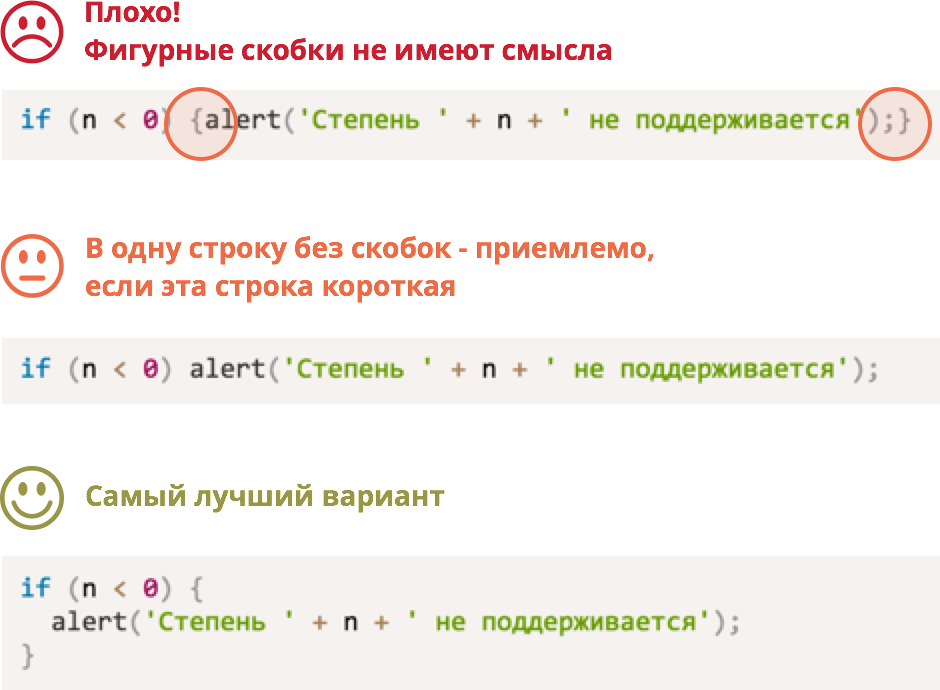 Плохо!
Фигурные скобки не имеют смысла
if (n < 0) {alert('Степень ' + n + ' не поддерживается');}
В одну строку без скобок - приемлемо,
если эта строка короткая
if (n < 0) alert('Степень ' + n + ' не поддерживается');
Самый лучший вариант
if (n < 0) {
  alert('Степень ' + n + ' не поддерживается');
}